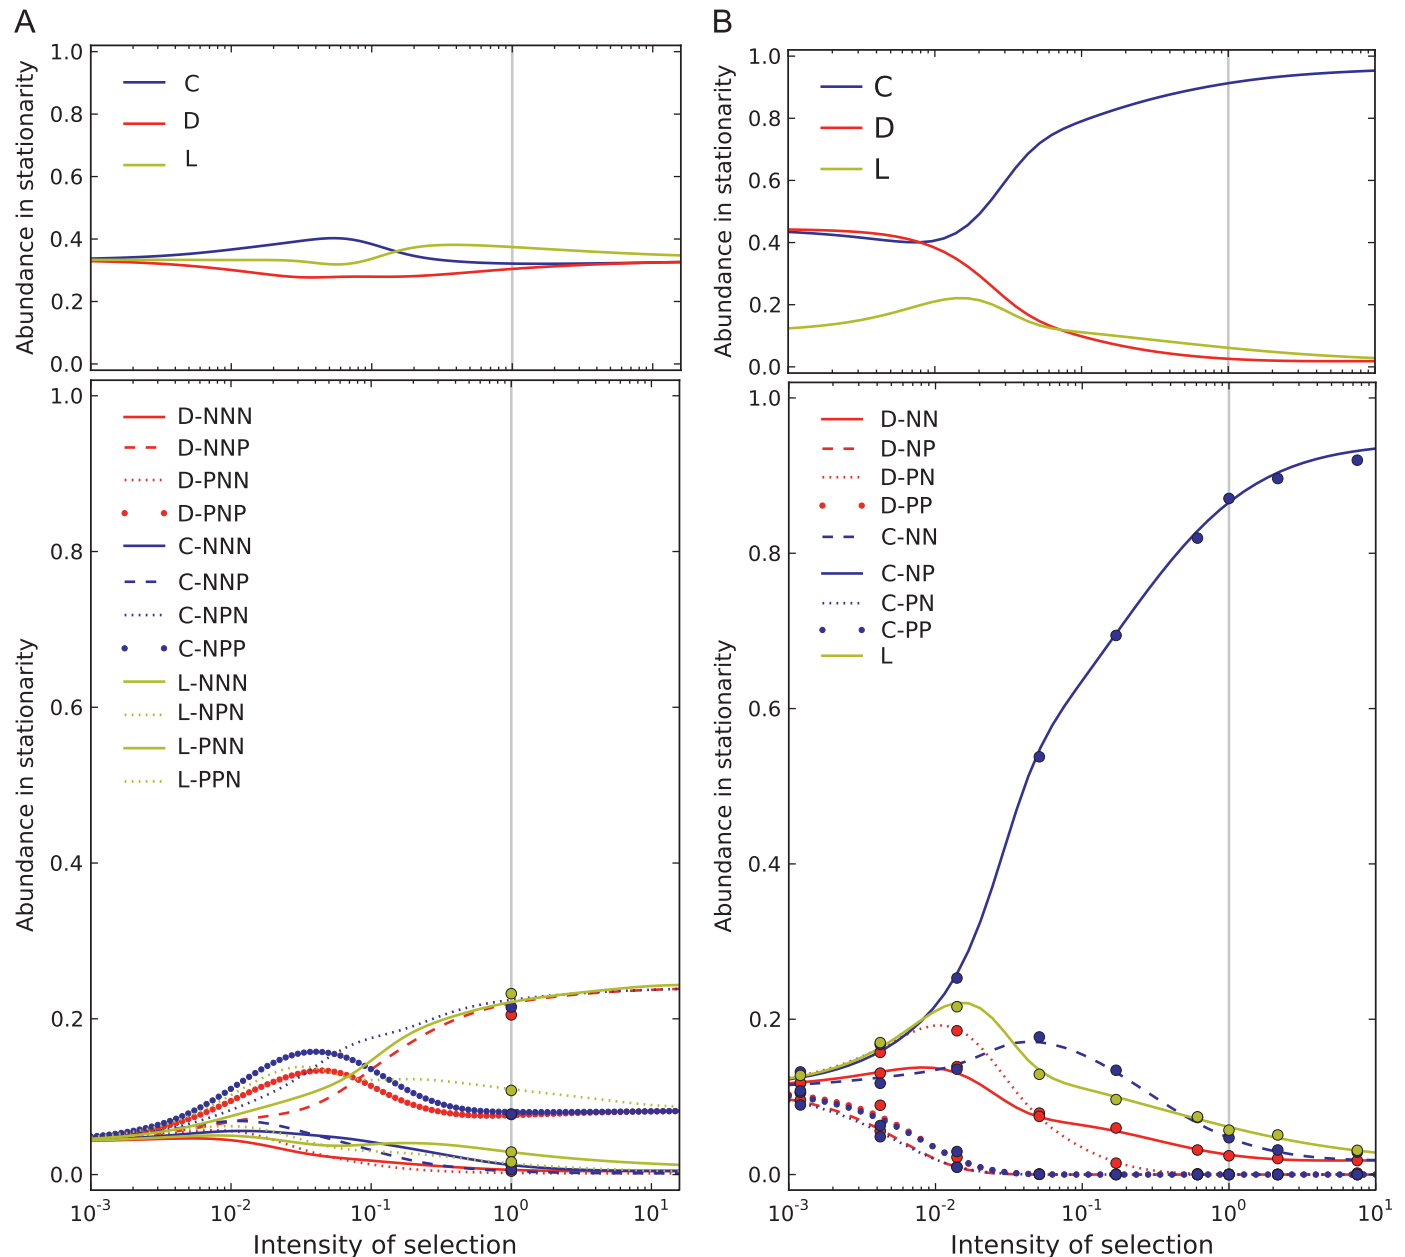 A
Abundance in stationarity
1.0
0.8
0.6
0.4
0.2
0.0
C
D
L
Abundance in stationarity
1.0
0.8
0.6
0.4
0.2
0.0
D-NNN
D-NNP
D-PNN
D-PNP
C-NNN
C-NNP
C-NPN
C-NPP
L-NNN
L-NPN
L-PNN
L-PPN
10-3
10-2
10-1
100
101
Intensity of selection
B
Abundance in stationarity
1.0
0.8
0.6
0.4
0.2
0.0
C
D
L
Abundance in stationarity
1.0
0.8
0.6
0.4
0.2
0.0
D-NN
D-NP
D-PN
D-PP
C-NN
C-NP
C-PN
C-PP
L
10-3
10-2
10-1
100
101
Intensity of selection